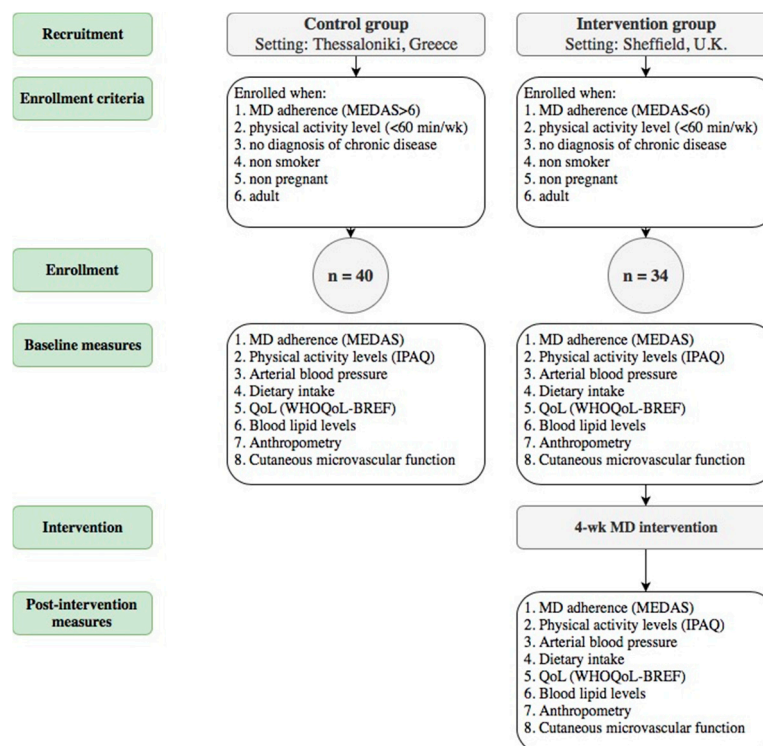 Recruitment
Control group
Setting: Thessaloniki, Greece
Intervention group
Setting: Sheffield, U.K.
Enrollment criteria
Enrolled when:
1. MD adherence (MEDAS>6)
2. physical activity level (<60 min/wk)
3. no diagnosis of chronic disease
4. non smoker
5. non pregnant
6. adult
Enrolled when:
1. MD adherence (MEDAS<6)
2. physical activity level (<60 min/wk)
3. no diagnosis of chronic disease
4. non smoker
5. non pregnant
6. adult
Enrollment
n = 40
n = 34
Baseline measures
1. MD adherence (MEDAS)
2. Physical activity levels (IPAQ)
3. Arterial blood pressure
4. Dietary intake
5. QoL (WHOQoL-BREF)
6. Blood lipid levels
7. Anthropometry
8. Cutaneous microvascular function
1. MD adherence (MEDAS)
2. Physical activity levels (IPAQ)
3. Arterial blood pressure
4. Dietary intake
5. QoL (WHOQoL-BREF)
6. Blood lipid levels
7. Anthropometry
8. Cutaneous microvascular function
Intervention
4-wk MD intervention
Post-intervention
measures
1. MD adherence (MEDAS)
2. Physical activity levels (IPAQ)
3. Arterial blood pressure
4. Dietary intake
5. QoL (WHOQoL-BREF)
6. Blood lipid levels
7. Anthropometry
8. Cutaneous microvascular function